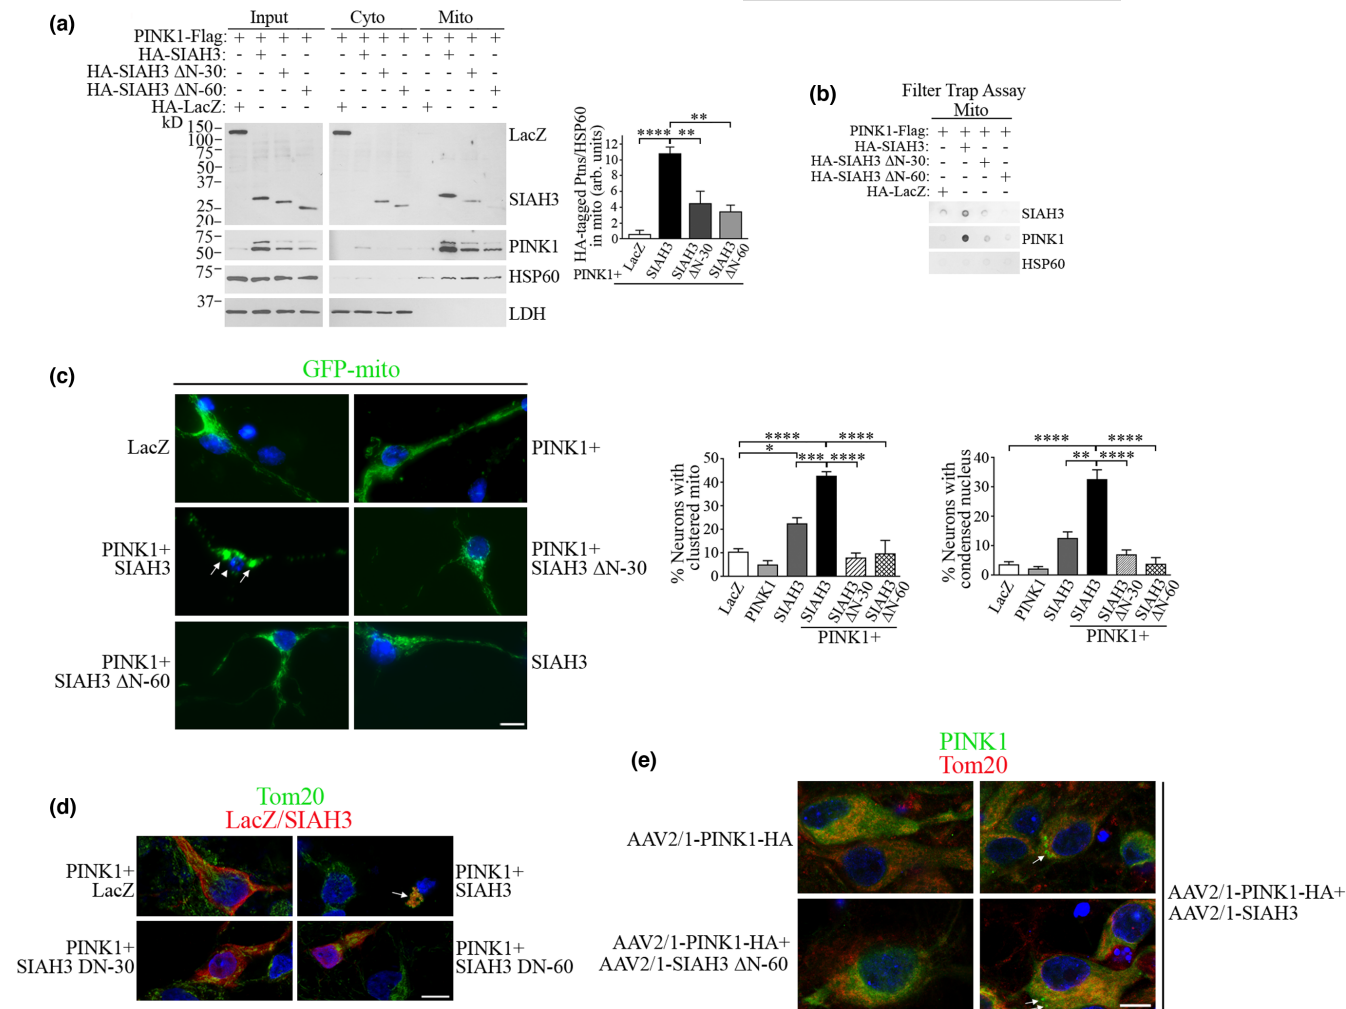 (a)
Input Cyto Mito
PINK1-Flag: + + + + + + + + + + + +
HA-SIAH3: - + - - - + - - - + - -
HA-SIAH3 ΔN-30: - - + - - - + - - - + -
HA-SIAH3 ΔN-60: - - - + - - - + - - - +
HA-LacZ: + - - - + - - - + - - -
kD
150
100
75
50
37
25
20
LacZ
SIAH3
75
50
PINK1
75
HSP60
37
LDH
HA-tagged Ptns/HSP60
in mito (arb. units)
12
10
8
6
4
2
0
**
**** **
LacZ
SIAH3
SIAH3 ΔN-30
SIAH3 ΔN-60
PINK1+
(b)
Filter Trap Assay
Mito
PINK1-Flag: + + + +
HA-SIAH3: - + - -
HA-SIAH3 ΔN-30: - - + -
HA-SIAH3 ΔN-60: - - - +
HA-LacZ: + - - -
SIAH3
PINK1
HSP60
(c)
GFP-mito
LacZ
PINK1+
PINK1+
SIAH3
PINK1+
SIAH3 ΔN-30
PINK1+
SIAH3 ΔN-60
SIAH3
% Neurons with
clustered mito
50
40
30
20
10
0
**** ****
*
*** ****
LacZ
PINK1
SIAH3
SIAH3
SIAH3 ΔN-30
SIAH3 ΔN-60
PINK1+
% Neurons with
condensed nucleus
40
30
20
10
0
**** ****
** ****
LacZ
PINK1
SIAH3
SIAH3
SIAH3 ΔN-30
SIAH3 ΔN-60
PINK1+
(d)
Tom20
LacZ/SIAH3
PINK1+
LacZ
PINK1+
SIAH3
PINK1+
SIAH3 DN-30
PINK1+
SIAH3 DN-60
(e)
PINK1
Tom20
AAV2/1-PINK1-HA
AAV2/1-PINK1-HA+
AAV2/1-SIAH3
AAV2/1-PINK1-HA+
AAV2/1-SIAH3 ΔN-60